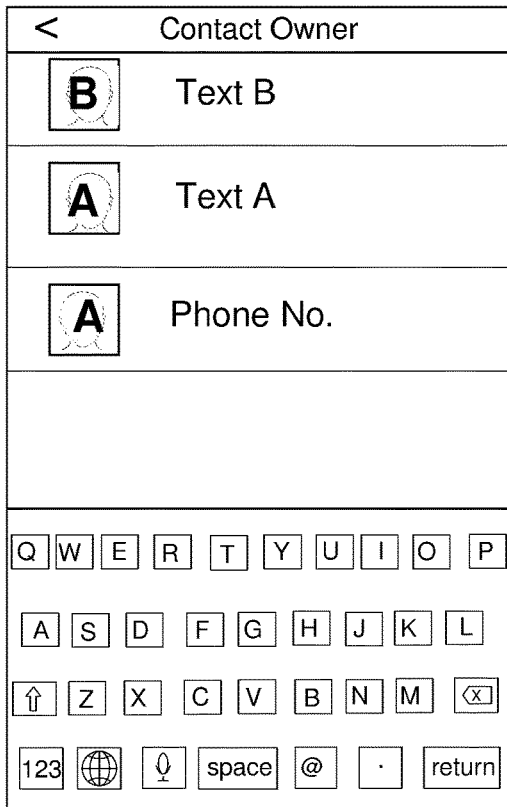 < Contact Owner
B Text B
A Text A
A Phone No.
Q W E R T Y U I O P
A S D F G H J K L
⇧ Z X C V B N M ⌫
123 space @ . return